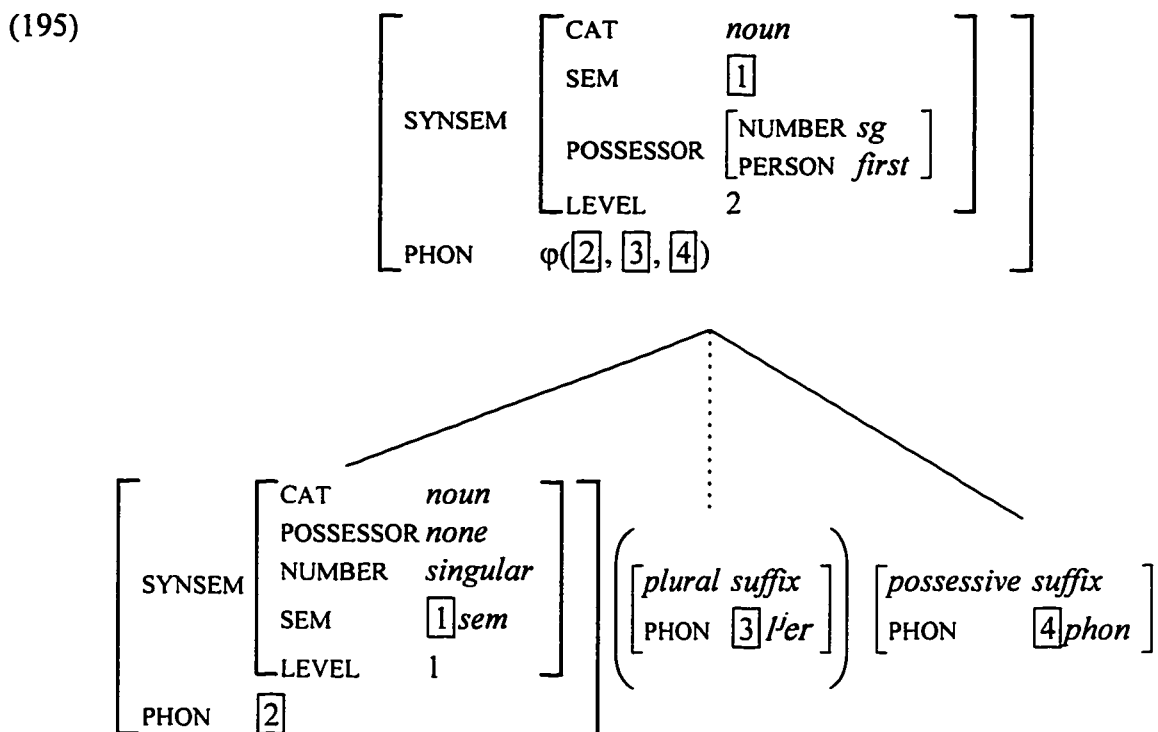 (195)
CAT noun
SEM [1]
SYNSEM
POSSESSOR [NUMBER sg
PERSON first]
LEVEL 2
PHON φ([2], [3], [4])
CAT noun
POSSESSOR none
SYNSEM
NUMBER singular
SEM [1] sem
LEVEL 1
PHON [2]
plural suffix
PHON [3] lʲer
possessive suffix
PHON [4] phon